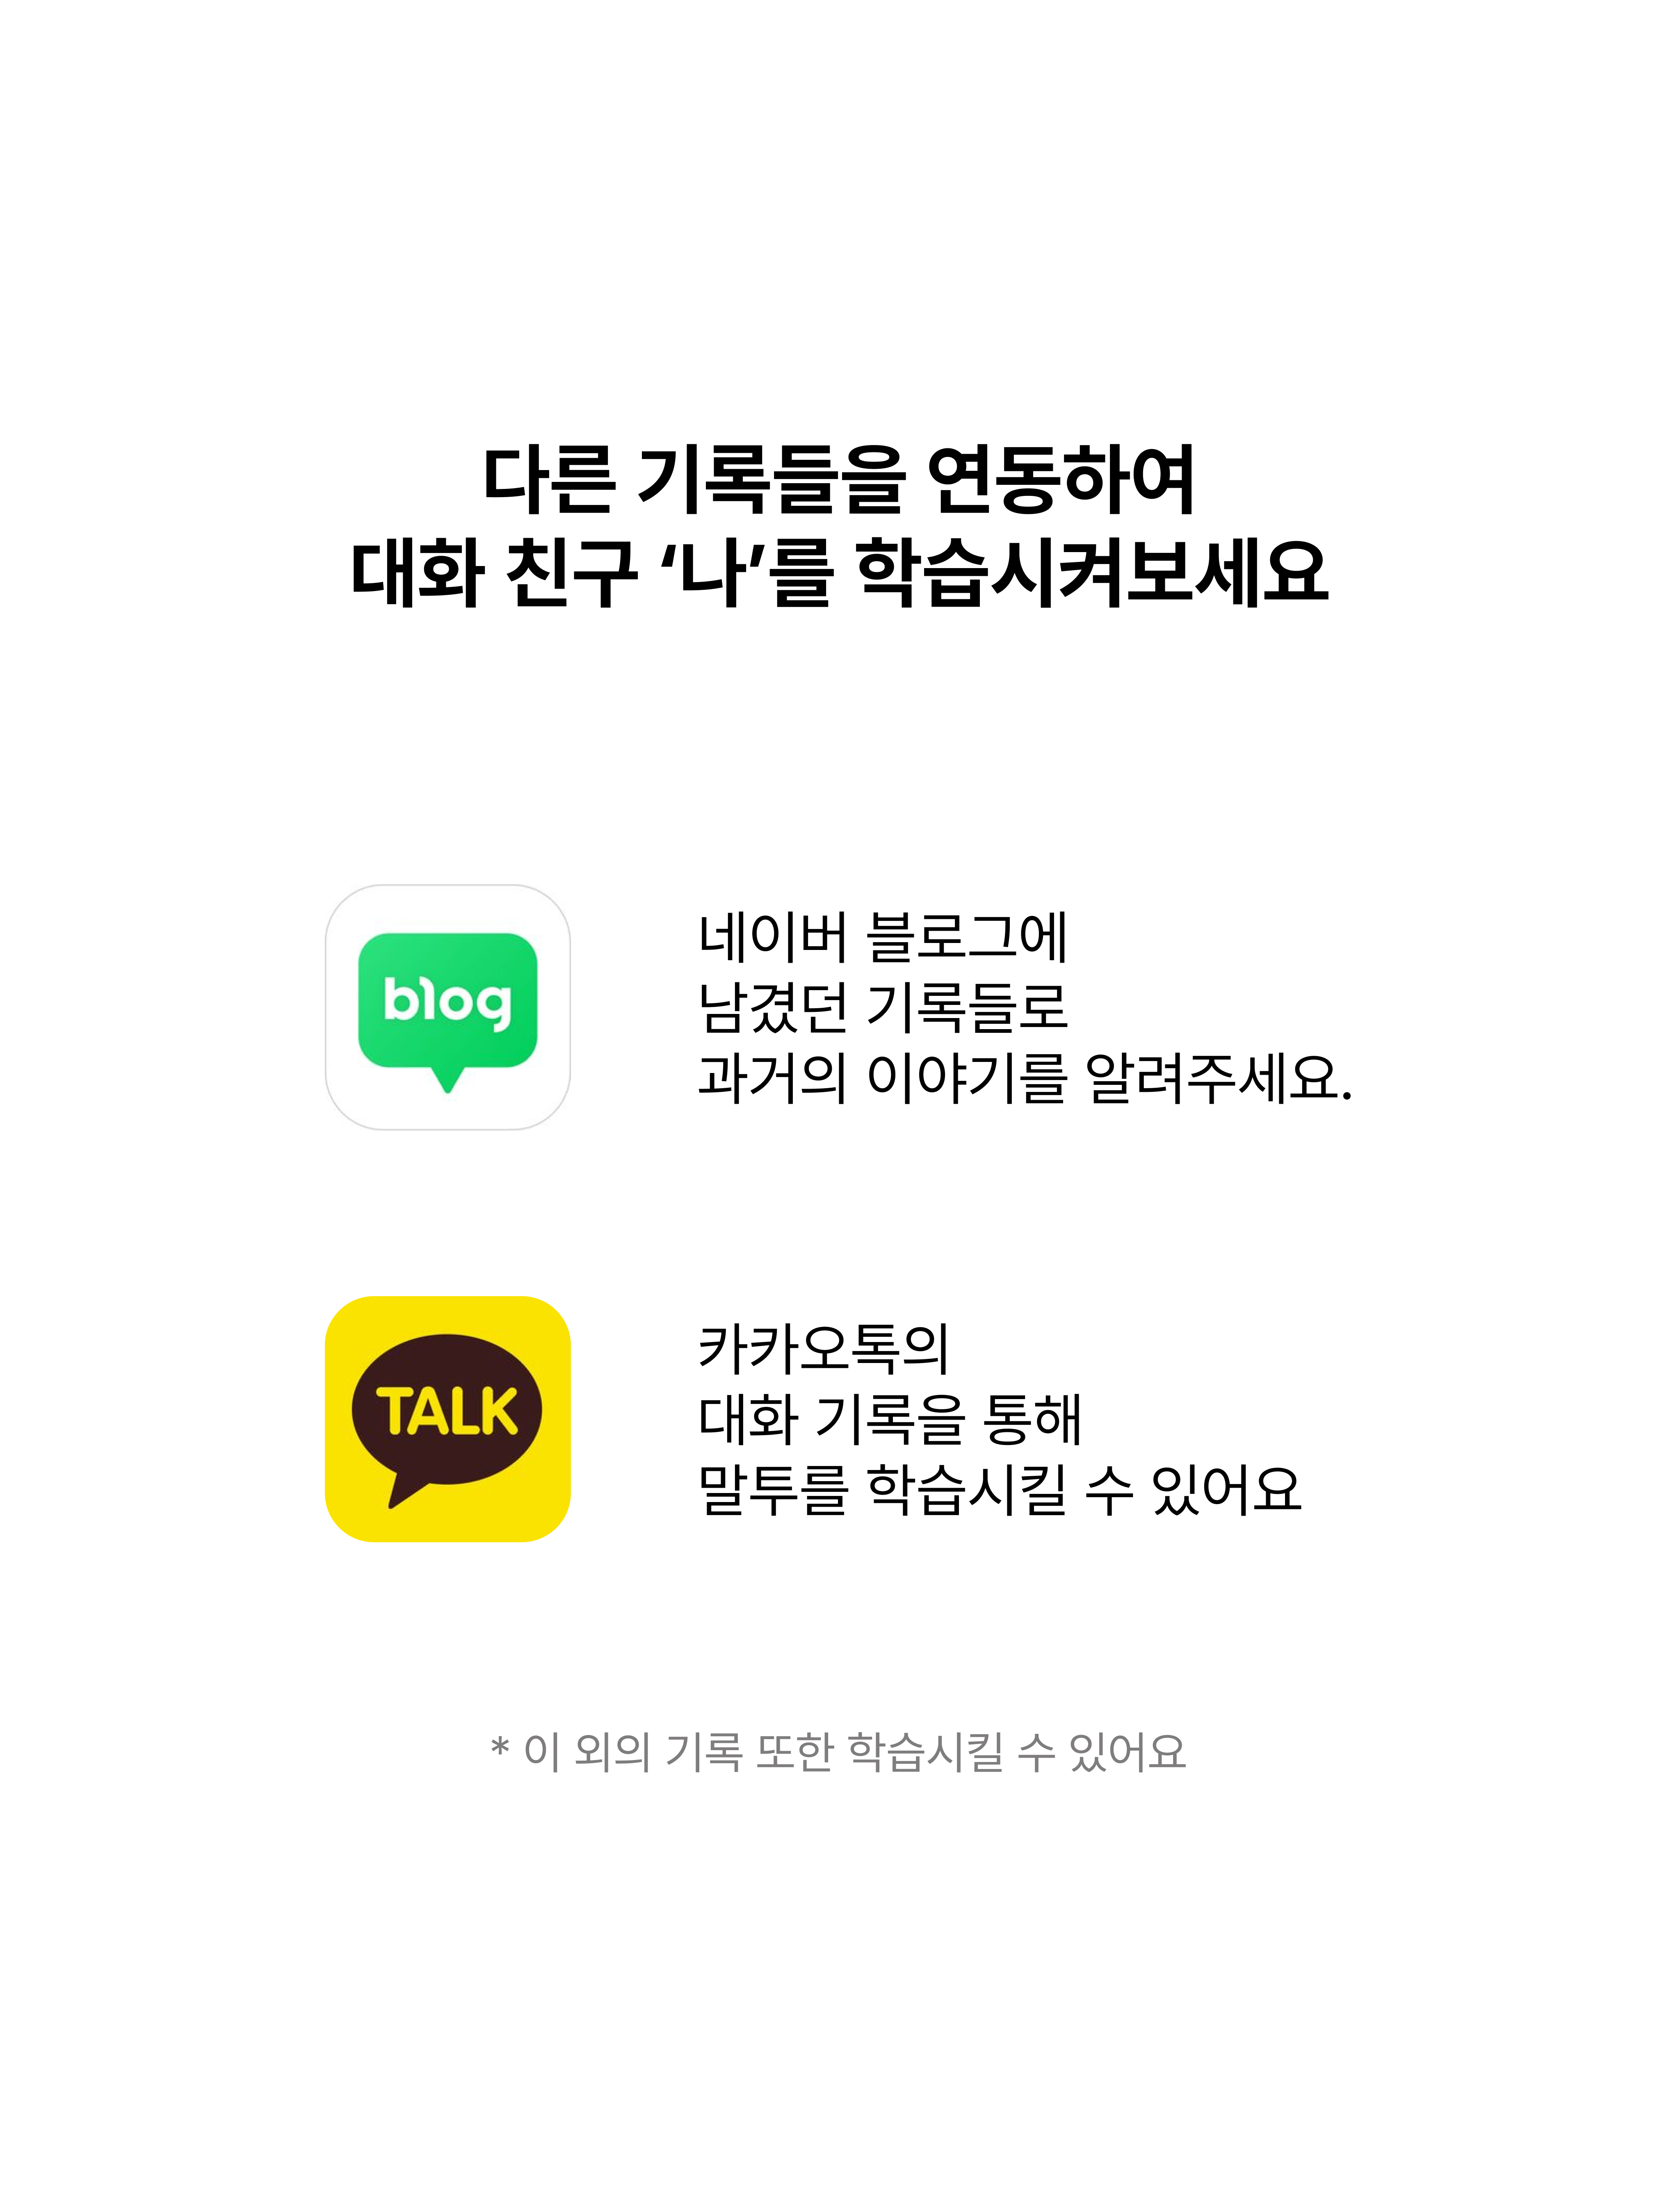 다른 기록들을 연동하여
대화 친구 ‘나’를 학습시켜보세요
blog
네이버 블로그에
남겼던 기록들로
과거의 이야기를 알려주세요.
TALK
카카오톡의
대화 기록을 통해
말투를 학습시킬 수 있어요
* 이 외의 기록 또한 학습시킬 수 있어요